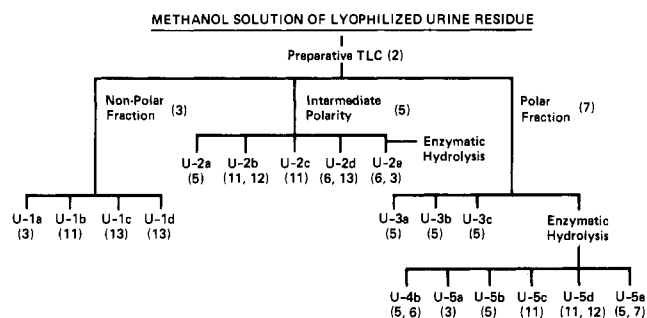 METHANOL SOLUTION OF LYOPHILIZED URINE RESIDUE
Preparative TLC (2)
Non-Polar
Fraction (3)
Intermediate
Polarity (5)
Polar
Fraction (7)
Enzymatic
Hydrolysis
U-2a U-2b U-2c U-2d U-2e
(5) (11, 12) (11) (6, 13) (6, 3)
U-1a U-1b U-1c U-1d
(3) (11) (13) (13)
U-3a U-3b U-3c
(5) (5) (5)
Enzymatic
Hydrolysis
U-4b U-5a U-5b U-5c U-5d U-5e
(5, 6) (3) (5) (11) (11, 12) (5, 7)